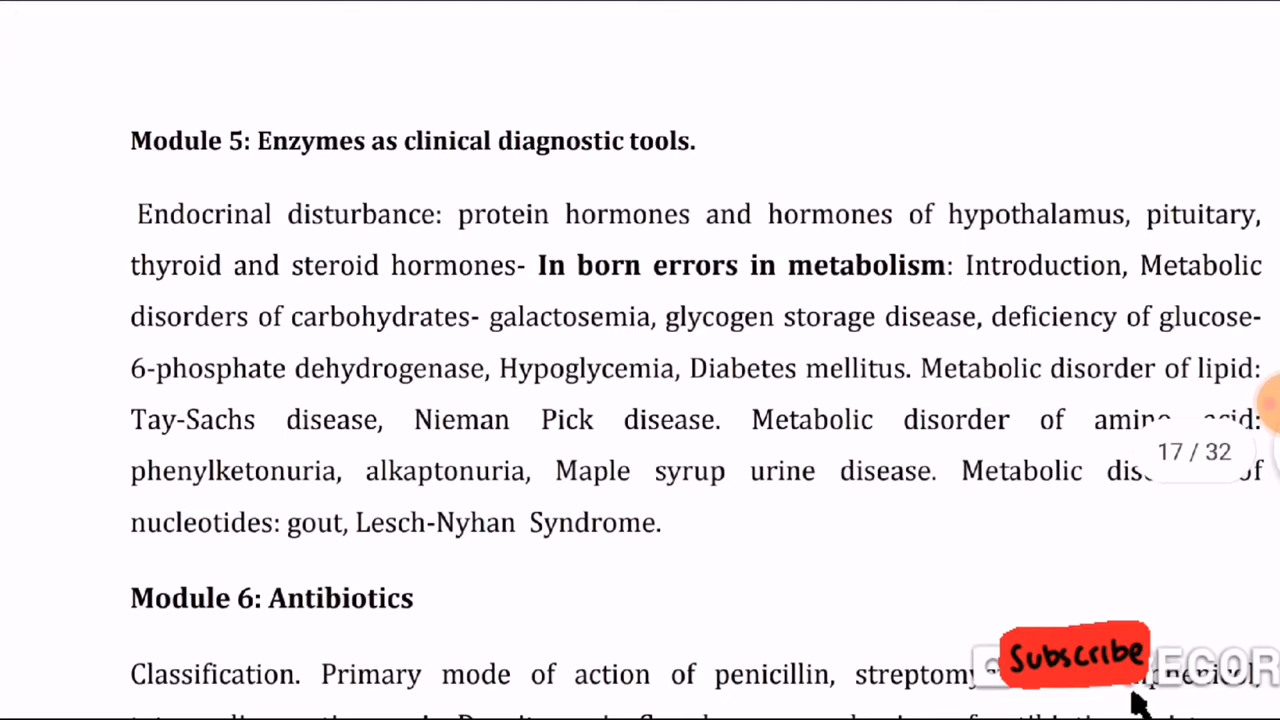 Module 5: Enzymes as clinical diagnostic tools.
Endocrinal disturbance: protein hormones and hormones of hypothalamus, pituitary,
thyroid and steroid hormones- In born errors in metabolism: Introduction, Metabolic
disorders of carbohydrates- galactosemia, glycogen storage disease, deficiency of glucose-
6-phosphate dehydrogenase, Hypoglycemia, Diabetes mellitus. Metabolic disorder of lipid:
Tay-Sachs disease, Nieman Pick disease. Metabolic disorder of amino acid:
17 / 32
phenylketonuria, alkaptonuria, Maple syrup urine disease. Metabolic of
nucleotides: gout, Lesch-Nyhan Syndrome.
Module 6: Antibiotics
Subscribe
Classification. Primary mode of action of penicillin,